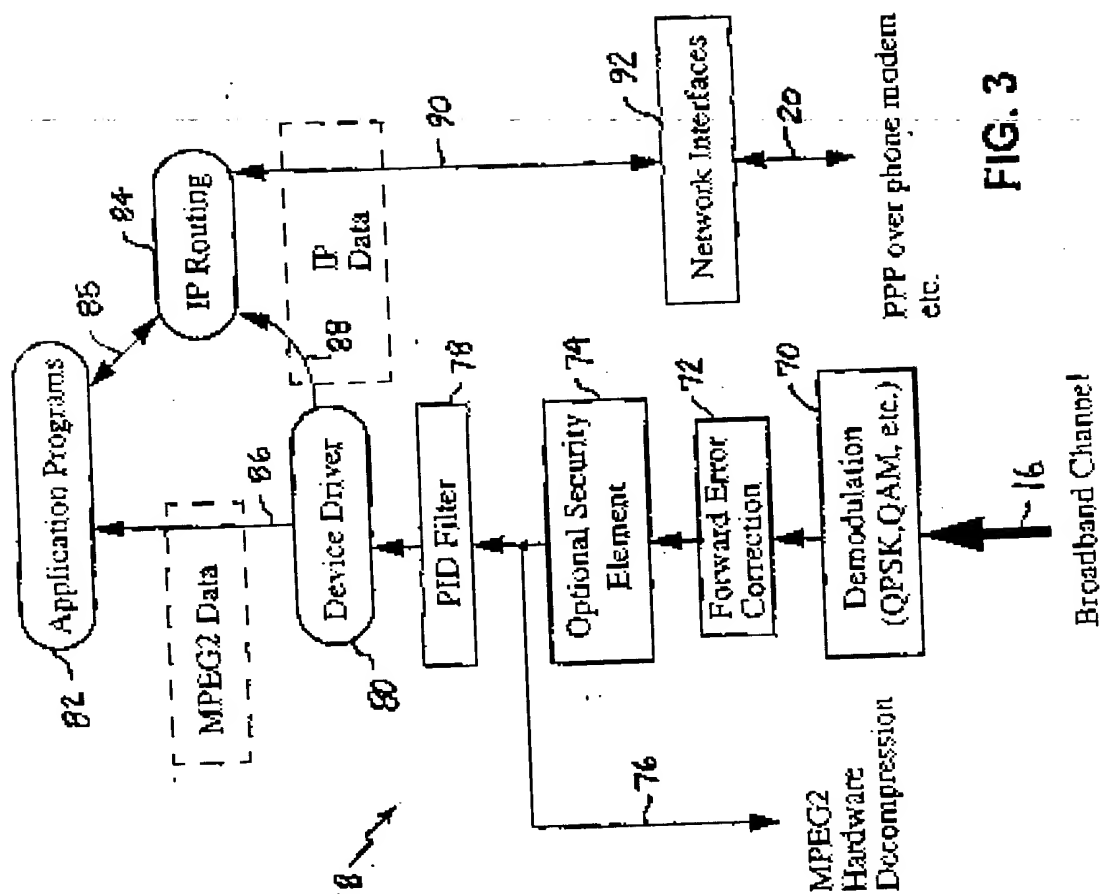 82
Application Programs
85
84
IP Routing
MPEG2 Data
86
88
IP
Data
90
80
Device Driver
78
PID Filter
74
Optional Security
Element
92
Network Interfaces
20
PPP over phone modem
etc.
72
Forward Error
Correction
70
Demodulation
(QPSK,QAM, etc.)
16
Broadband Channel
8
76
MPEG2
Hardware
Decompression
FIG. 3